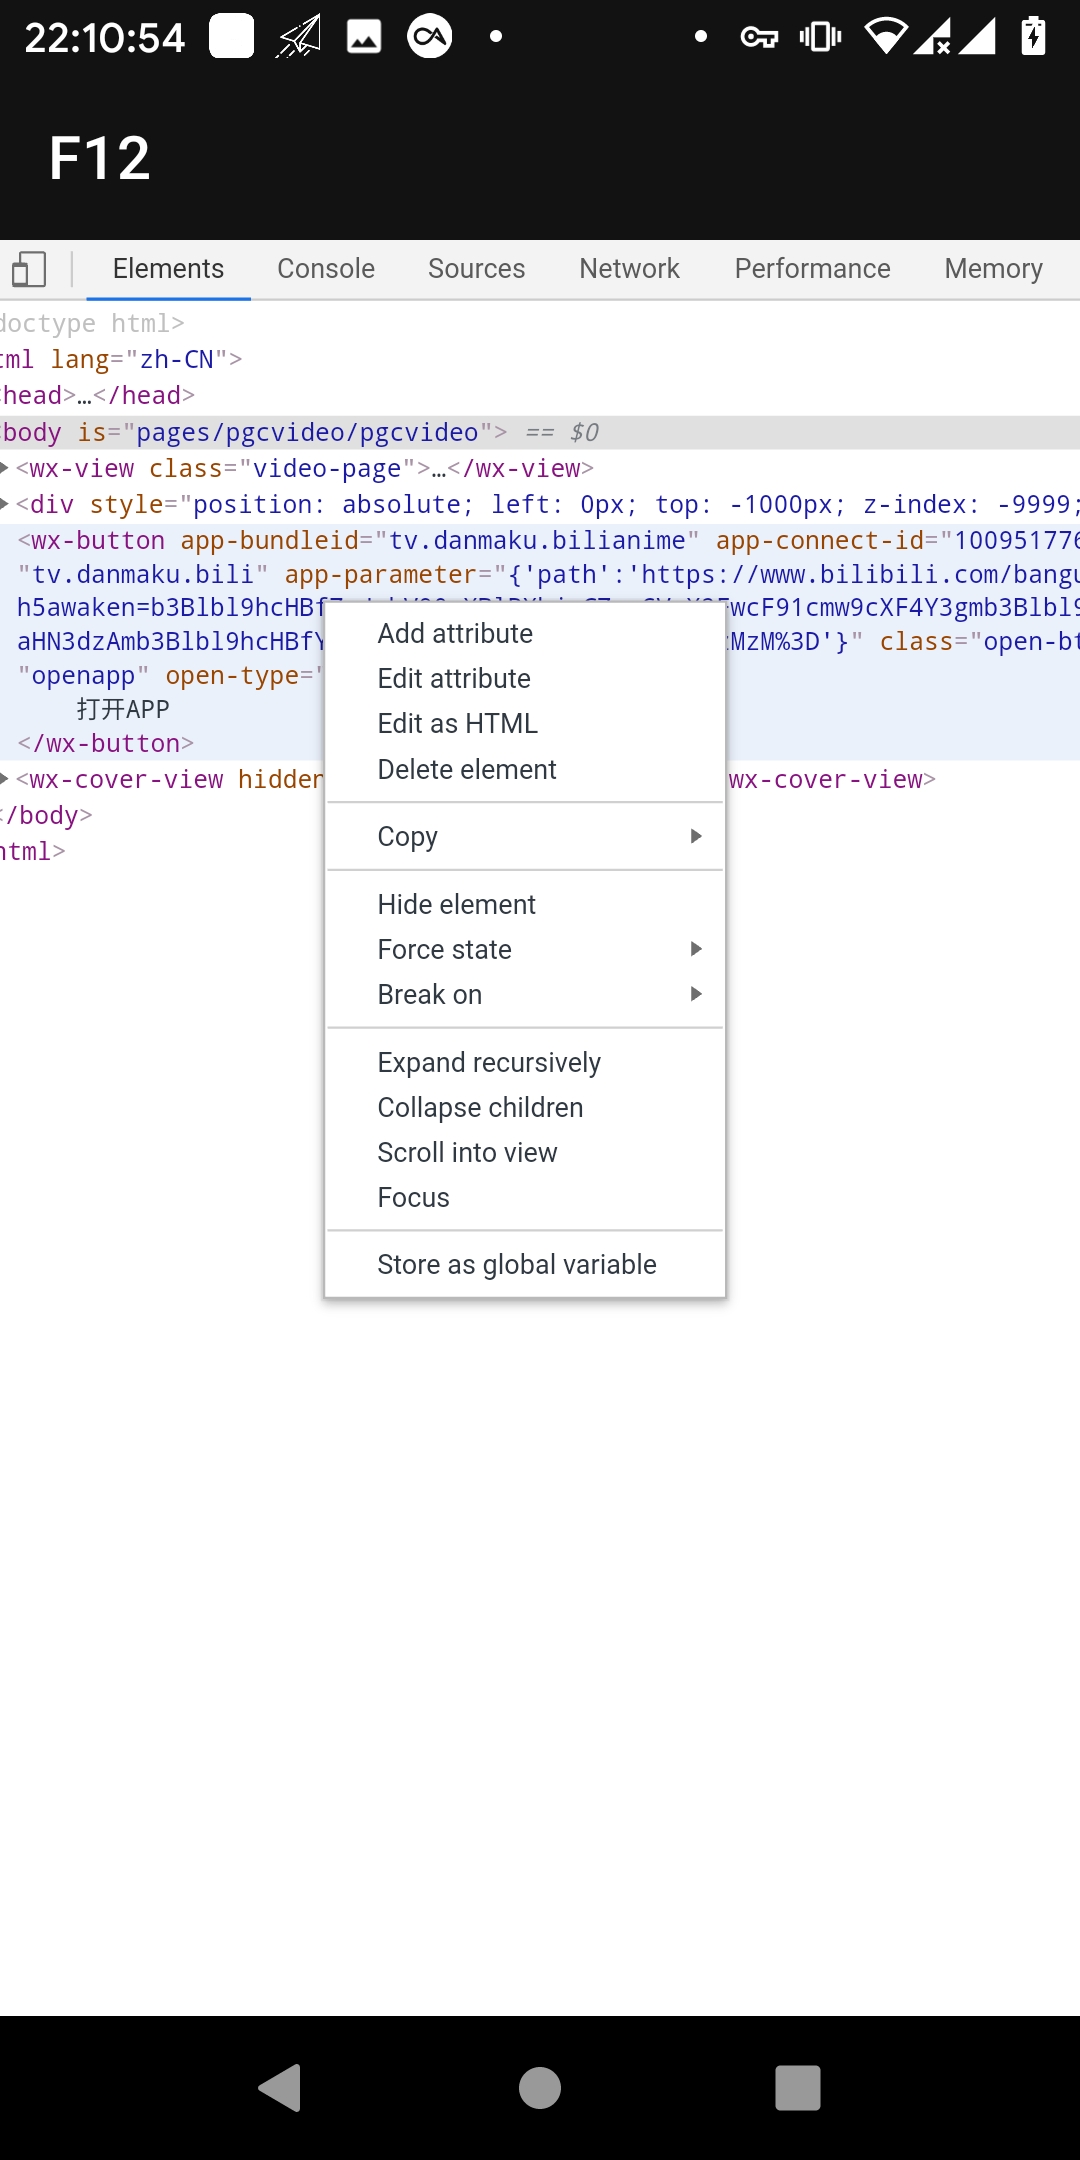 22:10:54
F12
Elements Console Sources Network Performance Memory
doctype html>
tml lang="zh-CN">
<head>…</head>
<body is="pages/pgcvideo/pgcvideo"> == $0
<wx-view class="video-page">…</wx-view>
<div style="position: absolute; left: 0px; top: -1000px; z-index: -9999;
<wx-button app-bundleid="tv.danmaku.bilianime" app-connect-id="100951776
"tv.danmaku.bili" app-parameter="{'path':'https://www.bilibili.com/bangu
h5awaken=b3Blbl9hcHBf wcF91cmw9cXF4Y3gmb3Blbl9
aHN3dzAmb3Blbl9hcHBfY MzM%3D'}" class="open-bt
"openapp" open-type="
打开APP
</wx-button>
<wx-cover-view hidden wx-cover-view>
</body>
html>
Add attribute
Edit attribute
Edit as HTML
Delete element
Copy
Hide element
Force state
Break on
Expand recursively
Collapse children
Scroll into view
Focus
Store as global variable